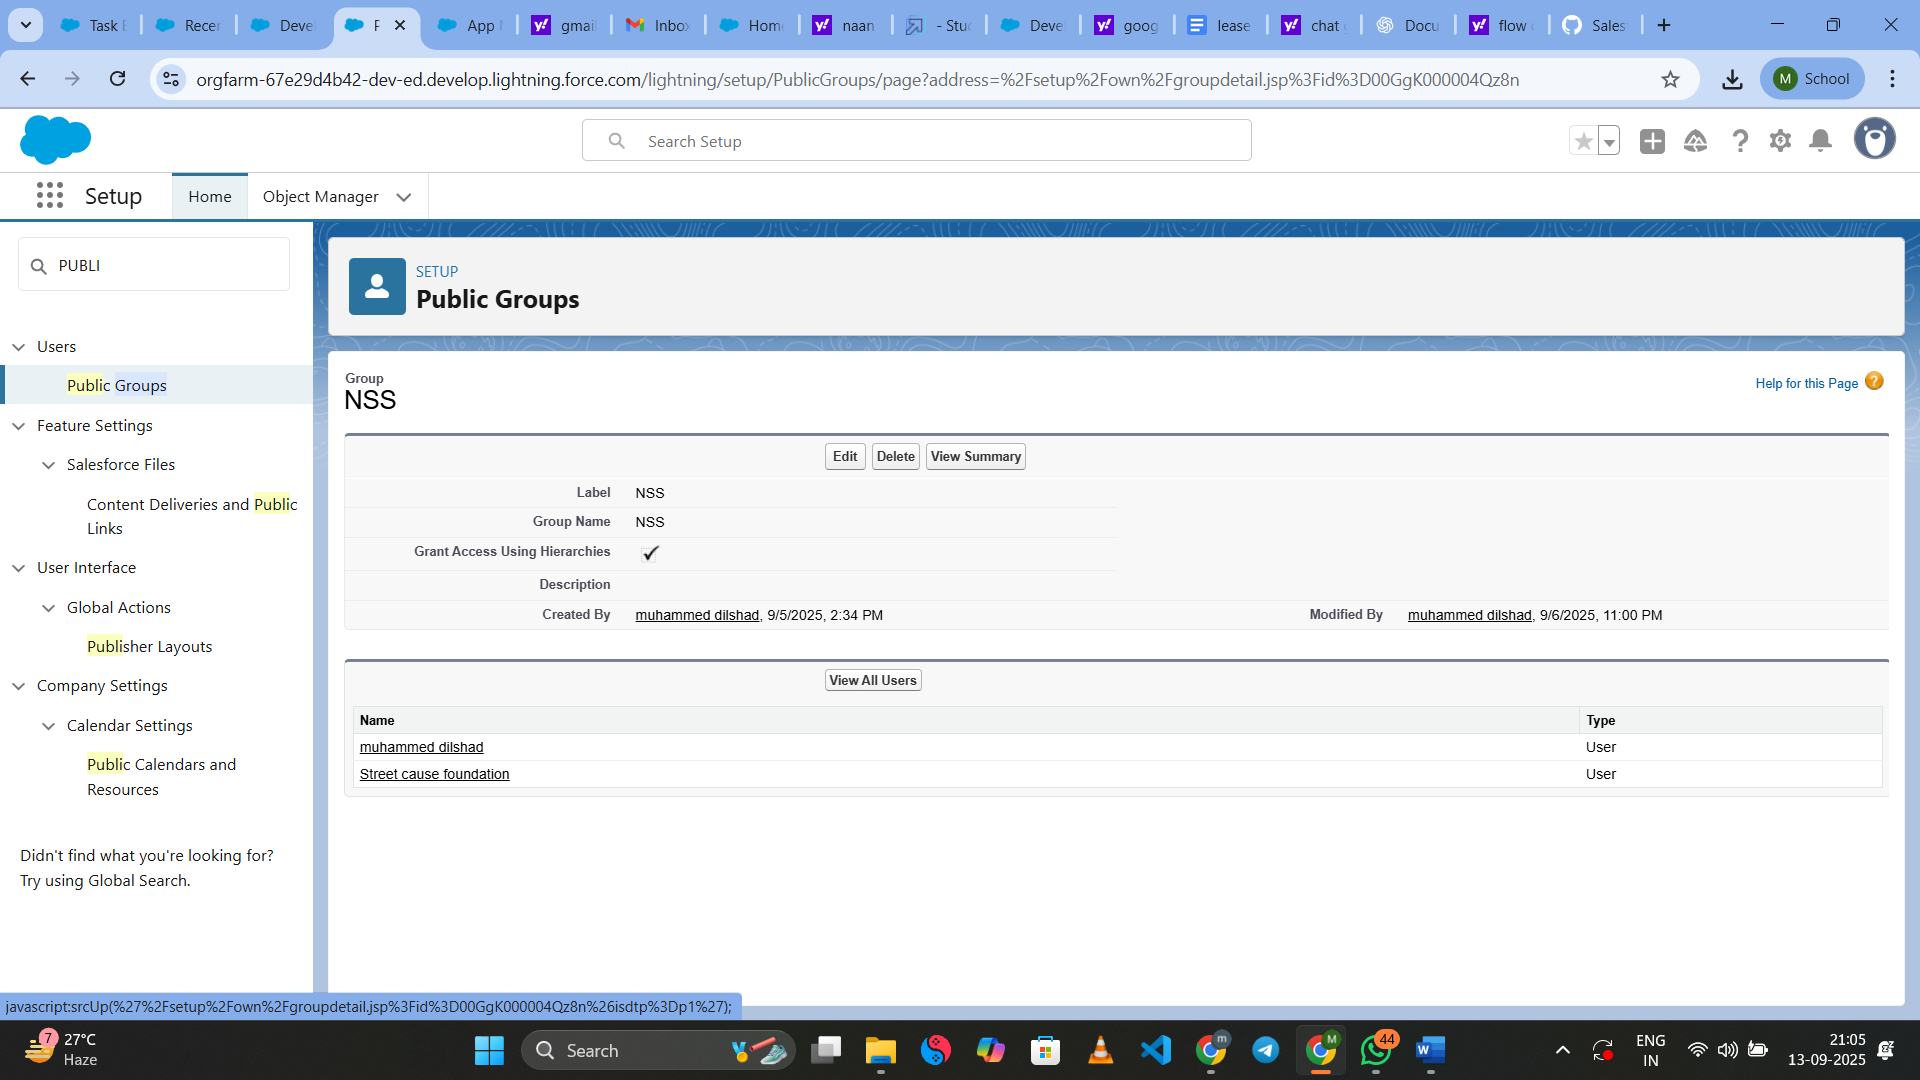 Task E
Recen
Devel
F
App M
gmail
Inbox
Home
naan
- Stud
Devel
goog
lease
chat g
Docu
flow c
Sales
orgfarm-67e29d4b42-dev-ed.develop.lightning.force.com/lightning/setup/PublicGroups/page?address=%2Fsetup%2Fown%2Fgroupdetail.jsp%3Fid%3D00GgK000004Qz8n
M School
Search Setup
Setup
Home
Object Manager
PUBLI
Users
Public Groups
Feature Settings
Salesforce Files
Content Deliveries and Public
Links
User Interface
Global Actions
Publisher Layouts
Company Settings
Calendar Settings
Public Calendars and
Resources
Didn't find what you're looking for?
Try using Global Search.
SETUP
Public Groups
Group
NSS
Help for this Page ?
Edit Delete View Summary
Label NSS
Group Name NSS
Grant Access Using Hierarchies
Description
Created By muhammed dilshad, 9/5/2025, 2:34 PM Modified By muhammed dilshad, 9/6/2025, 11:00 PM
View All Users
Name Type
muhammed dilshad User
Street cause foundation User
javascript:srcUp(%27%2Fsetup%2Fown%2Fgroupdetail.jsp%3Fid%3D00GgK000004Qz8n%26isdtp%3Dp1%27);
7
27°C
Haze
Search
m
M
44
W
ENG
IN
21:05
13-09-2025